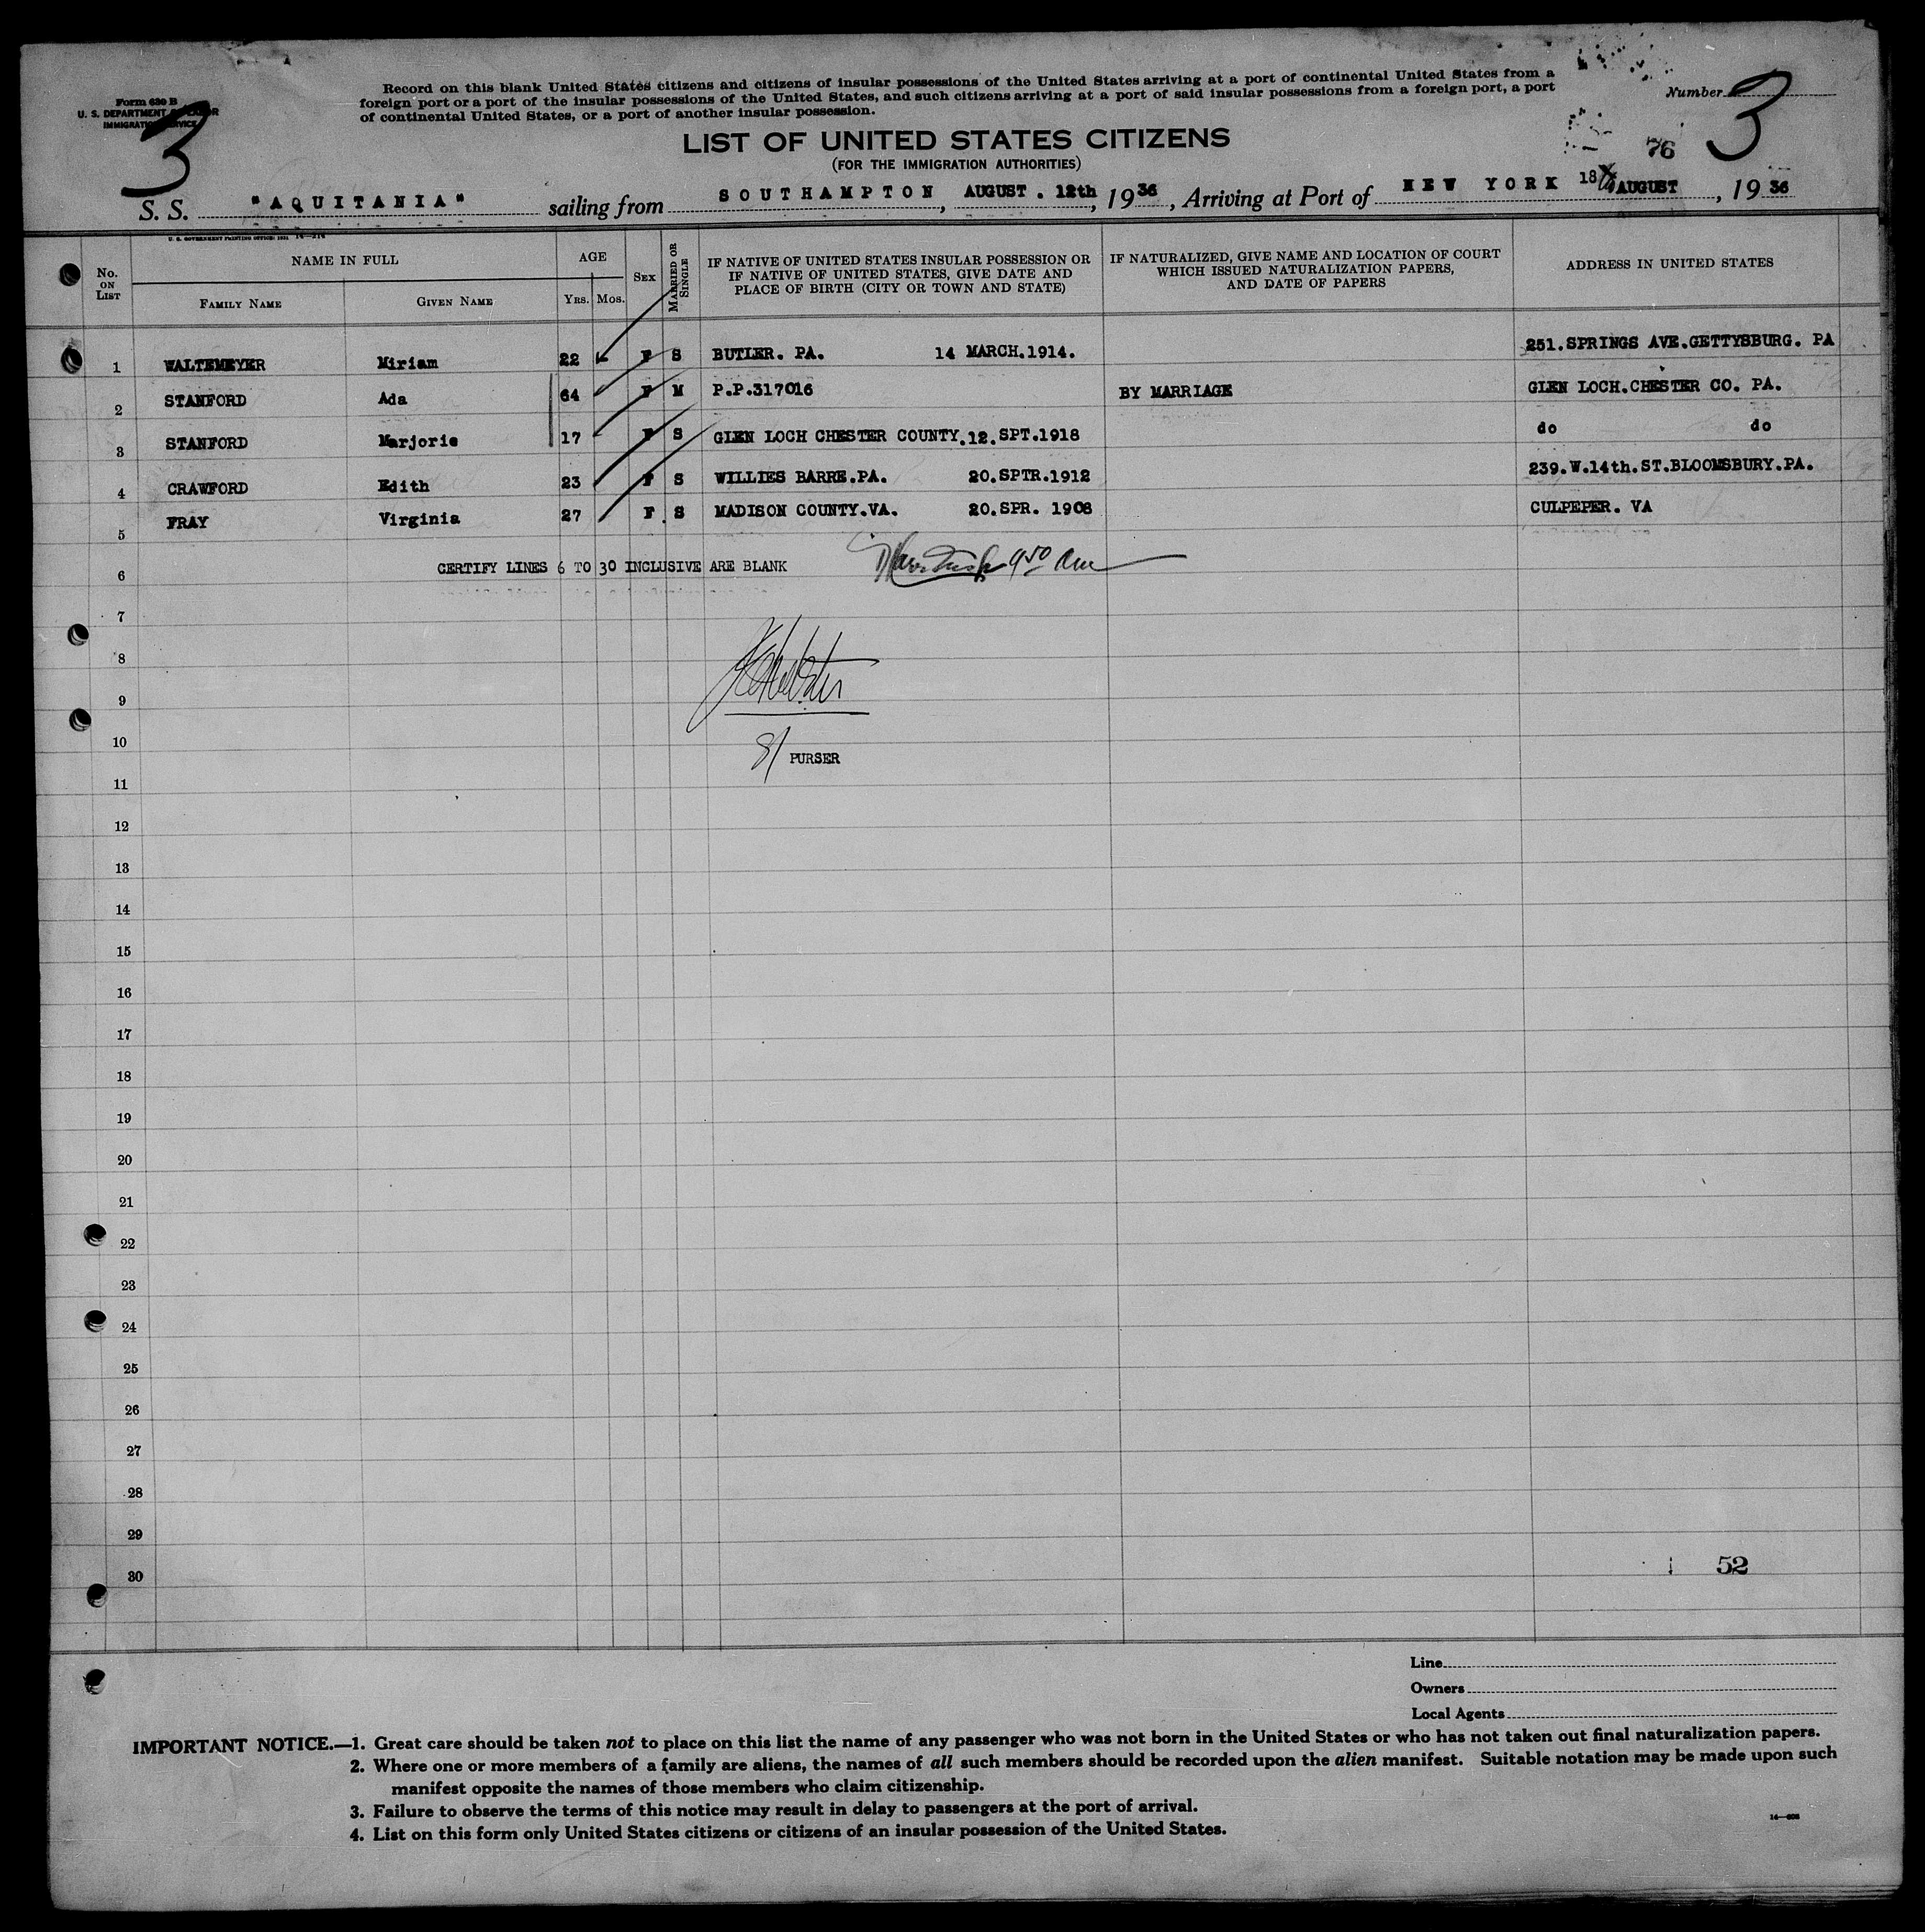 Form 630 B
U. S. DEPARTMENT OF LABOR
IMMIGRATION SERVICE
3
Record on this blank United States citizens and citizens of insular possessions of the United States arriving at a port of continental United States from a
foreign port or a port of the insular possessions of the United States, and such citizens arriving at a port of said insular possessions from a foreign port, a port
of continental United States, or a port of another insular possession.
Number 3
LIST OF UNITED STATES CITIZENS
(FOR THE IMMIGRATION AUTHORITIES)
76
S. S. "AQUITANIA" sailing from SOUTHAMPTON, AUGUST. 12th, 1936, Arriving at Port of NEW YORK 18 AUGUST, 1936
U. S. GOVERNMENT PRINTING OFFICE: 1931
No. ON LIST
NAME IN FULL
FAMILY NAME
GIVEN NAME
AGE
YRS.
MOS.
SEX
MARRIED OR SINGLE
IF NATIVE OF UNITED STATES INSULAR POSSESSION OR
IF NATIVE OF UNITED STATES, GIVE DATE AND
PLACE OF BIRTH (CITY OR TOWN AND STATE)
IF NATURALIZED, GIVE NAME AND LOCATION OF COURT
WHICH ISSUED NATURALIZATION PAPERS,
AND DATE OF PAPERS
ADDRESS IN UNITED STATES
1 WALTEMEYER Miriam 22 F S BUTLER. PA. 14 MARCH.1914. 251.SPRINGS AVE.GETTYSBURG. PA
2 STANFORD Ada 64 F M P.P.317016 BY MARRIAGE GLEN LOCH.CHESTER CO. PA.
3 STANFORD Marjorie 17 F S GLEN LOCH CHESTER COUNTY.12.SPT.1918 do do
4 CRAWFORD Edith 23 F S WILLIES BARRE.PA. 20.SPTR.1912 239.W.14th.ST.BLOOMSBURY.PA.
5 FRAY Virginia 27 F S MADISON COUNTY.VA. 20.SPR. 1908 CULPEPER. VA
6 CERTIFY LINES 6 TO 30 INCLUSIVE ARE BLANK 9 50 am
7
8
9
10 PURSER
11
12
13
14
15
16
17
18
19
20
21
22
23
24
25
26
27
28
29
30 52
Line
Owners
Local Agents
IMPORTANT NOTICE.—1. Great care should be taken not to place on this list the name of any passenger who was not born in the United States or who has not taken out final naturalization papers.
2. Where one or more members of a family are aliens, the names of all such members should be recorded upon the alien manifest. Suitable notation may be made upon such
manifest opposite the names of those members who claim citizenship.
3. Failure to observe the terms of this notice may result in delay to passengers at the port of arrival.
4. List on this form only United States citizens or citizens of an insular possession of the United States.